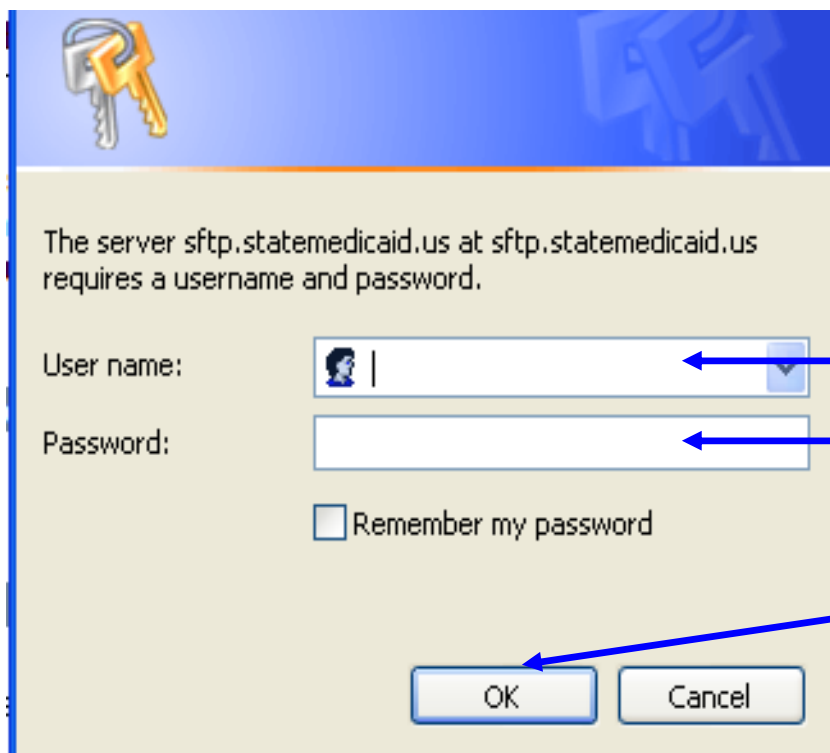 The server sftp.statemedicaid.us at sftp.statemedicaid.us
requires a username and password.
User name:
Password:
Remember my password
OK Cancel